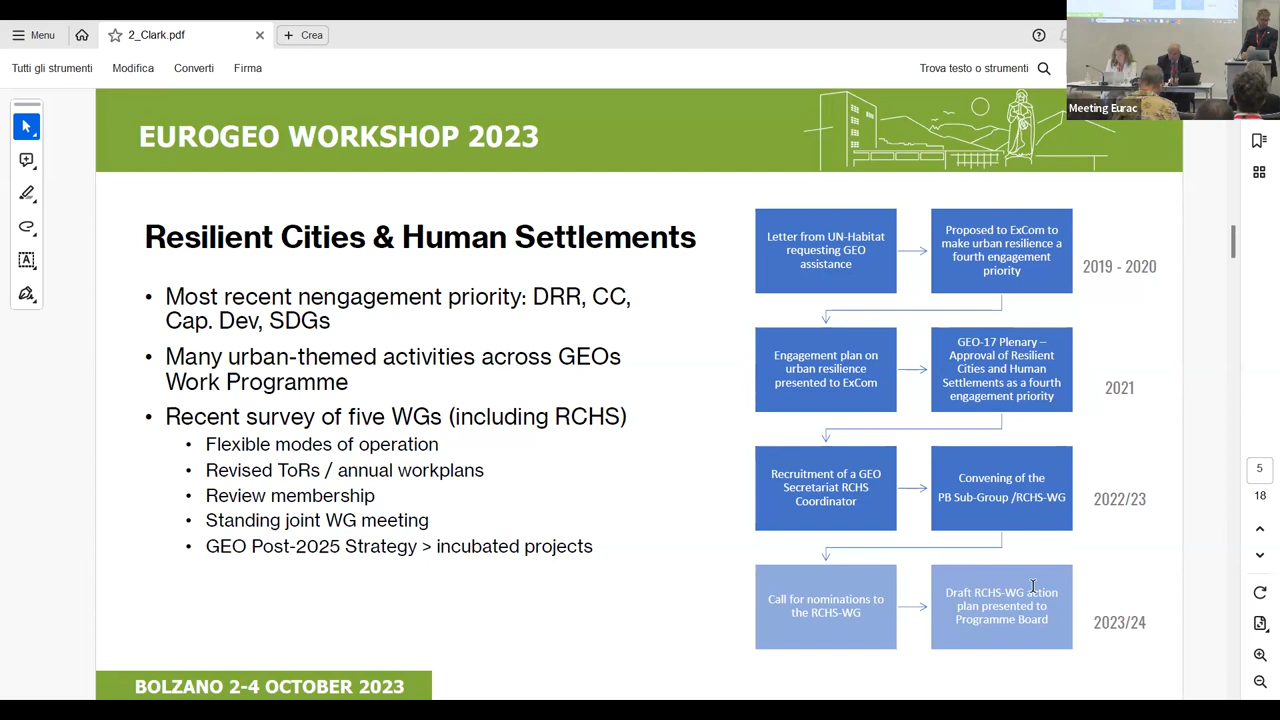 Menu
2_Clark.pdf
Crea
Tutti gli strumenti
Modifica
Converti
Firma
Trova testo o strumenti
Meeting Eurac
EUROGEO WORKSHOP 2023
Resilient Cities & Human Settlements
• Most recent nengagement priority: DRR, CC,
Cap. Dev, SDGs
• Many urban-themed activities across GEOs
Work Programme
• Recent survey of five WGs (including RCHS)
• Flexible modes of operation
• Revised ToRs / annual workplans
• Review membership
• Standing joint WG meeting
• GEO Post-2025 Strategy > incubated projects
Letter from UN-Habitat
requesting GEO
assistance
Proposed to ExCom to
make urban resilience a
fourth engagement
priority
2019 - 2020
Engagement plan on
urban resilience
presented to ExCom
GEO-17 Plenary –
Approval of Resilient
Cities and Human
Settlements as a fourth
engagement priority
2021
Recruitment of a GEO
Secretariat RCHS
Coordinator
Convening of the
PB Sub-Group /RCHS-WG
2022/23
Call for nominations to
the RCHS-WG
Draft RCHS-WG action
plan presented to
Programme Board
2023/24
BOLZANO 2-4 OCTOBER 2023
5
18